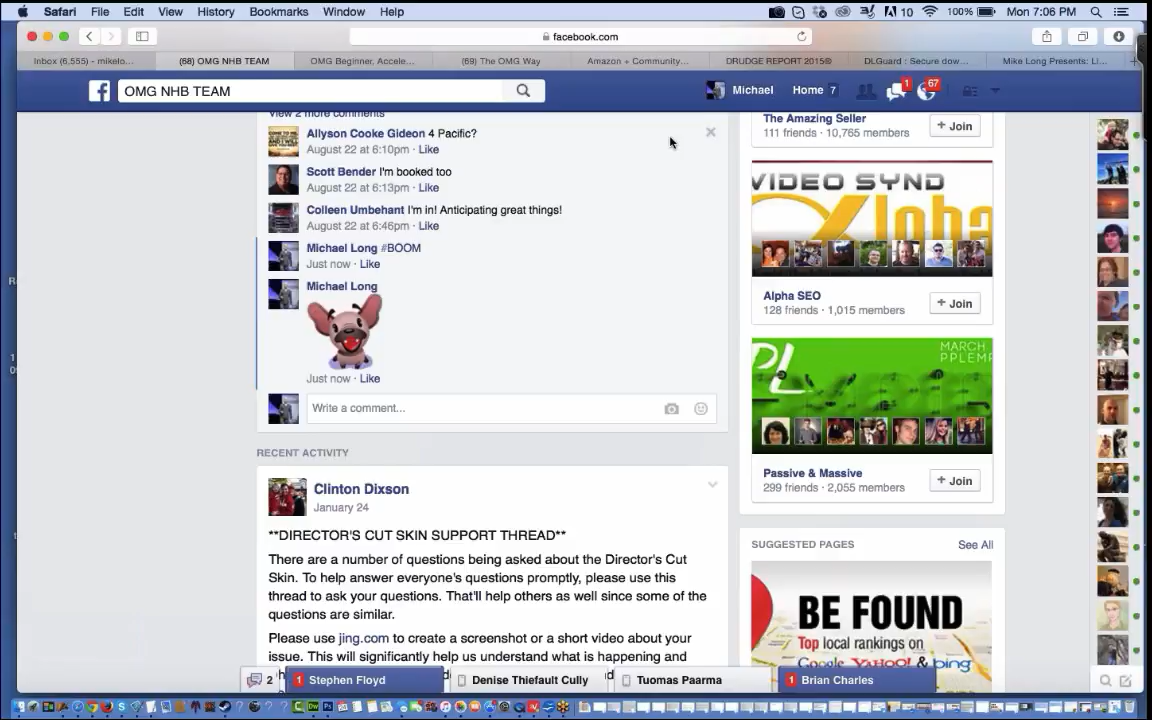 Safari File Edit View History Bookmarks Window Help
10 100% Mon 7:06 PM
facebook.com
Inbox (6,555) - mikelo...
(68) OMG NHB TEAM
OMG Beginner, Accele...
(69) The OMG Way
Amazon + Community...
DRUDGE REPORT 2015®
DLGuard : Secure dow...
Mike Long Presents: Li...
OMG NHB TEAM
Michael Home 7
1
67
View 2 more comments
Allyson Cooke Gideon 4 Pacific?
August 22 at 6:10pm · Like
Scott Bender I'm booked too
August 22 at 6:13pm · Like
Colleen Umbehant I'm in! Anticipating great things!
August 22 at 6:46pm · Like
Michael Long #BOOM
Just now · Like
Michael Long
Just now · Like
Write a comment...
RECENT ACTIVITY
Clinton Dixson
January 24
**DIRECTOR'S CUT SKIN SUPPORT THREAD**
There are a number of questions being asked about the Director's Cut
Skin. To help answer everyone's questions promptly, please use this
thread to ask your questions. That'll help others as well since some of the
questions are similar.
Please use jing.com to create a screenshot or a short video about your
issue. This will significantly help us understand what is happening and
The Amazing Seller
111 friends · 10,765 members
+ Join
VIDEO SYND
Alpha
Alpha SEO
128 friends · 1,015 members
+ Join
MARCH
Passive & Massive
299 friends · 2,055 members
+ Join
SUGGESTED PAGES
See All
BE FOUND
Top local rankings on
Google Yahoo! & bing
2
1 Stephen Floyd
Denise Thiefault Cully
Tuomas Paarma
1 Brian Charles